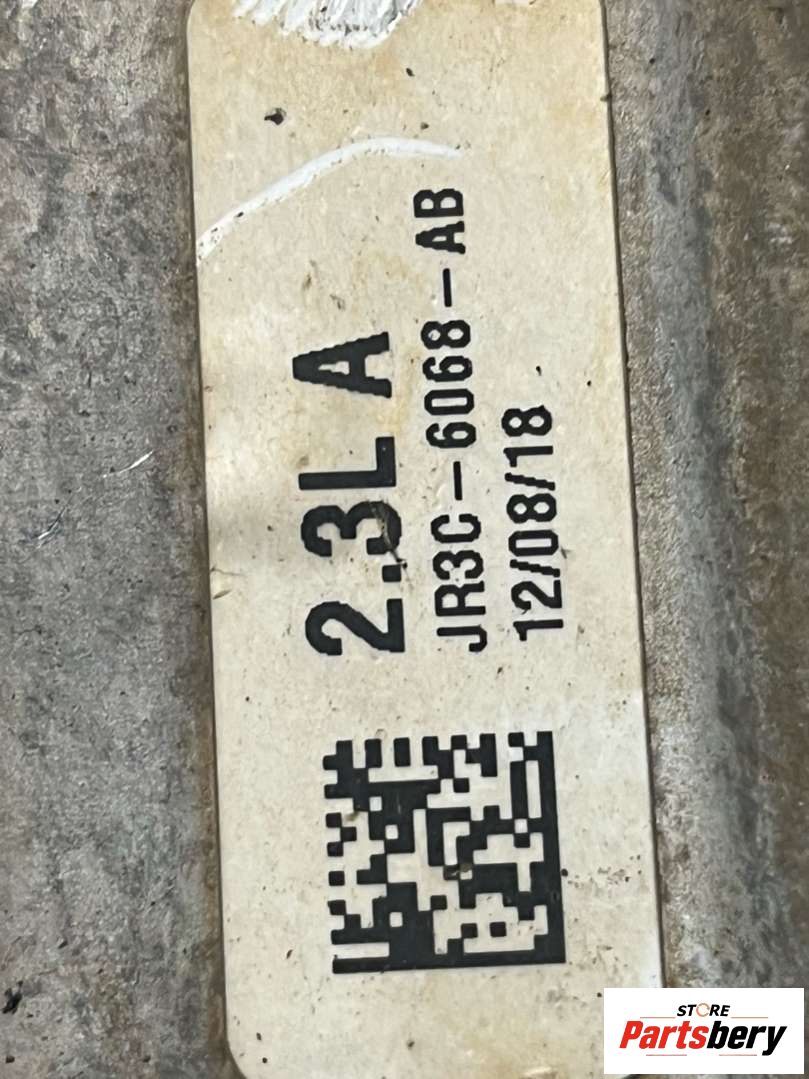 2.3L A
JR3C-6068-AB
12/08/18
STORE
Partsbery